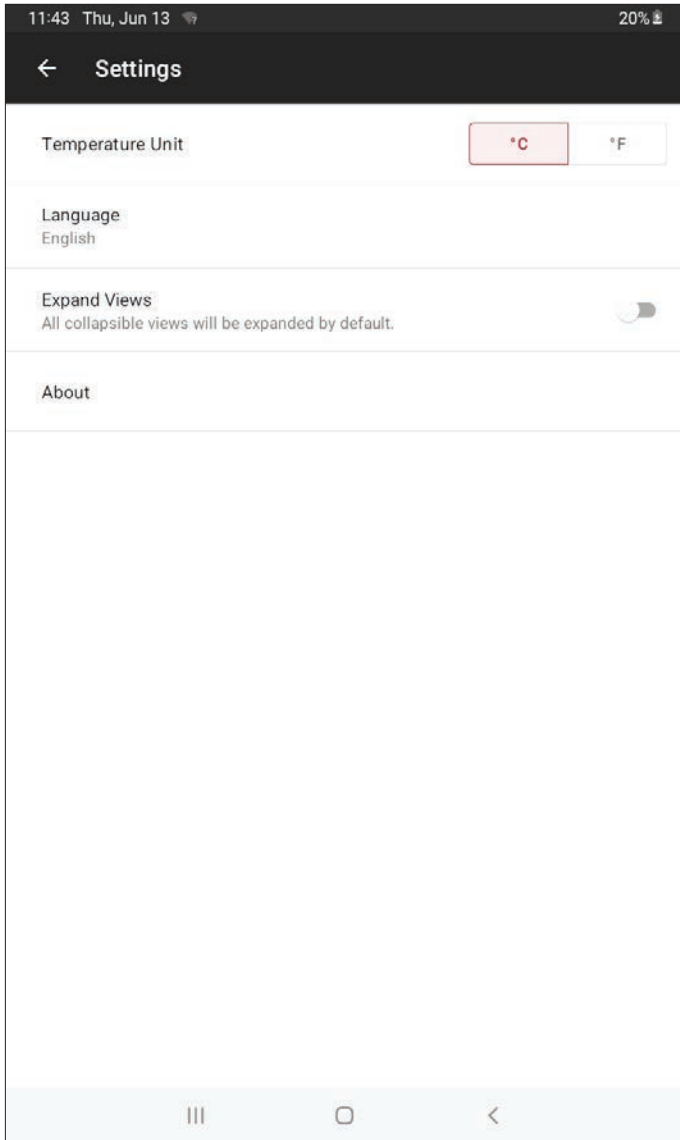 11:43 Thu, Jun 13 20%
Settings
Temperature Unit °C °F
Language
English
Expand Views
All collapsible views will be expanded by default.
About